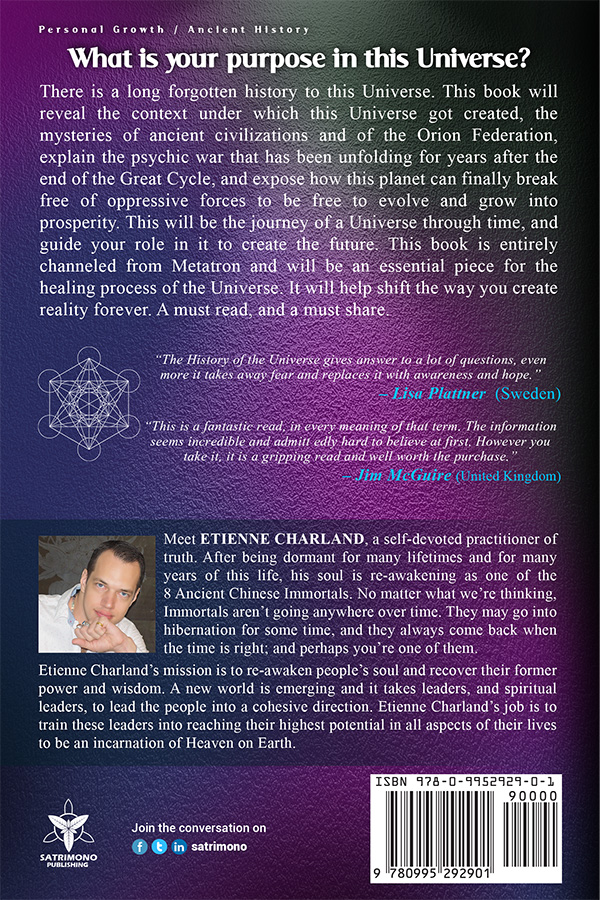 Personal Growth / Ancient History
What is your purpose in this Universe?
There is a long forgotten history to this Universe. This book will
reveal the context under which this Universe got created, the
mysteries of ancient civilizations and of the Orion Federation,
explain the psychic war that has been unfolding for years after the
end of the Great Cycle, and expose how this planet can finally break
free of oppressive forces to be free to evolve and grow into
prosperity. This will be the journey of a Universe through time, and
guide your role in it to create the future. This book is entirely
channeled from Metatron and will be an essential piece for the
healing process of the Universe. It will help shift the way you create
reality forever. A must read, and a must share.
“The History of the Universe gives answer to a lot of questions, even
more it takes away fear and replaces it with awareness and hope.”
– Lisa Plattner (Sweden)
“This is a fantastic read, in every meaning of that term. The information
seems incredible and admitt edly hard to believe at first. However you
take it, it is a gripping read and well worth the purchase.”
– Jim McGuire (United Kingdom)
Meet ETIENNE CHARLAND, a self-devoted practitioner of
truth. After being dormant for many lifetimes and for many
years of this life, his soul is re-awakening as one of the
8 Ancient Chinese Immortals. No matter what we’re thinking,
Immortals aren’t going anywhere over time. They may go into
hibernation for some time, and they always come back when
the time is right; and perhaps you’re one of them.
Etienne Charland’s mission is to re-awaken people’s soul and recover their former
power and wisdom. A new world is emerging and it takes leaders, and spiritual
leaders, to lead the people into a cohesive direction. Etienne Charland’s job is to
train these leaders into reaching their highest potential in all aspects of their lives
to be an incarnation of Heaven on Earth.
SATRIMONO
PUBLISHING
Join the conversation on
f t in satrimono
ISBN 978-0-9952929-0-1
90000
9 780995 292901